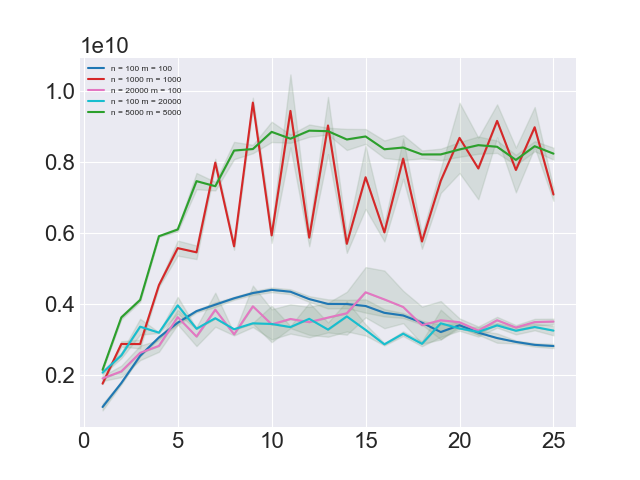 1e10
n = 100 m = 100
n = 1000 m = 1000
n = 20000 m = 100
n = 100 m = 20000
n = 5000 m = 5000
1.0
0.8
0.6
0.4
0.2
0 5 10 15 20 25